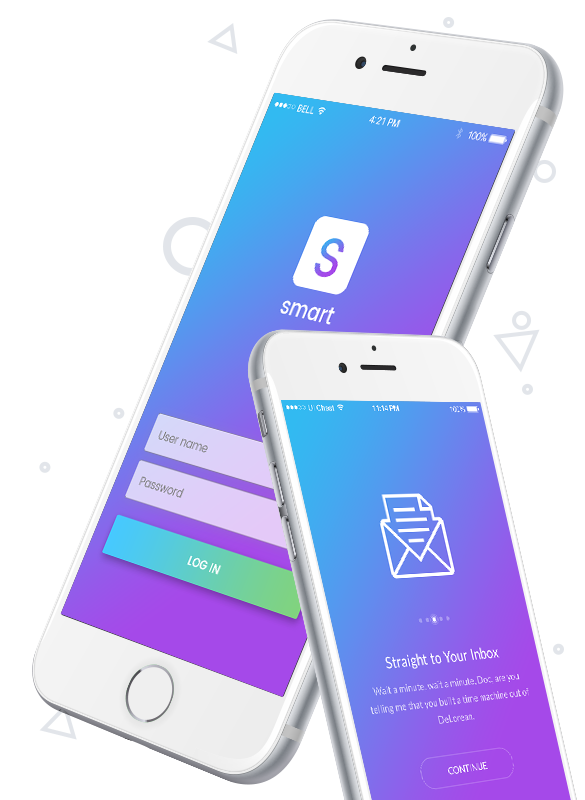 BELL
4:21 PM
100%
S
smart
User name
Password
LOG IN
11:14 PM
100%
Straight to Your Inbox
Wait a minute, wait a minute, Doc, are you
telling me that you built a time machine out of
DeLorean.
CONTINUE